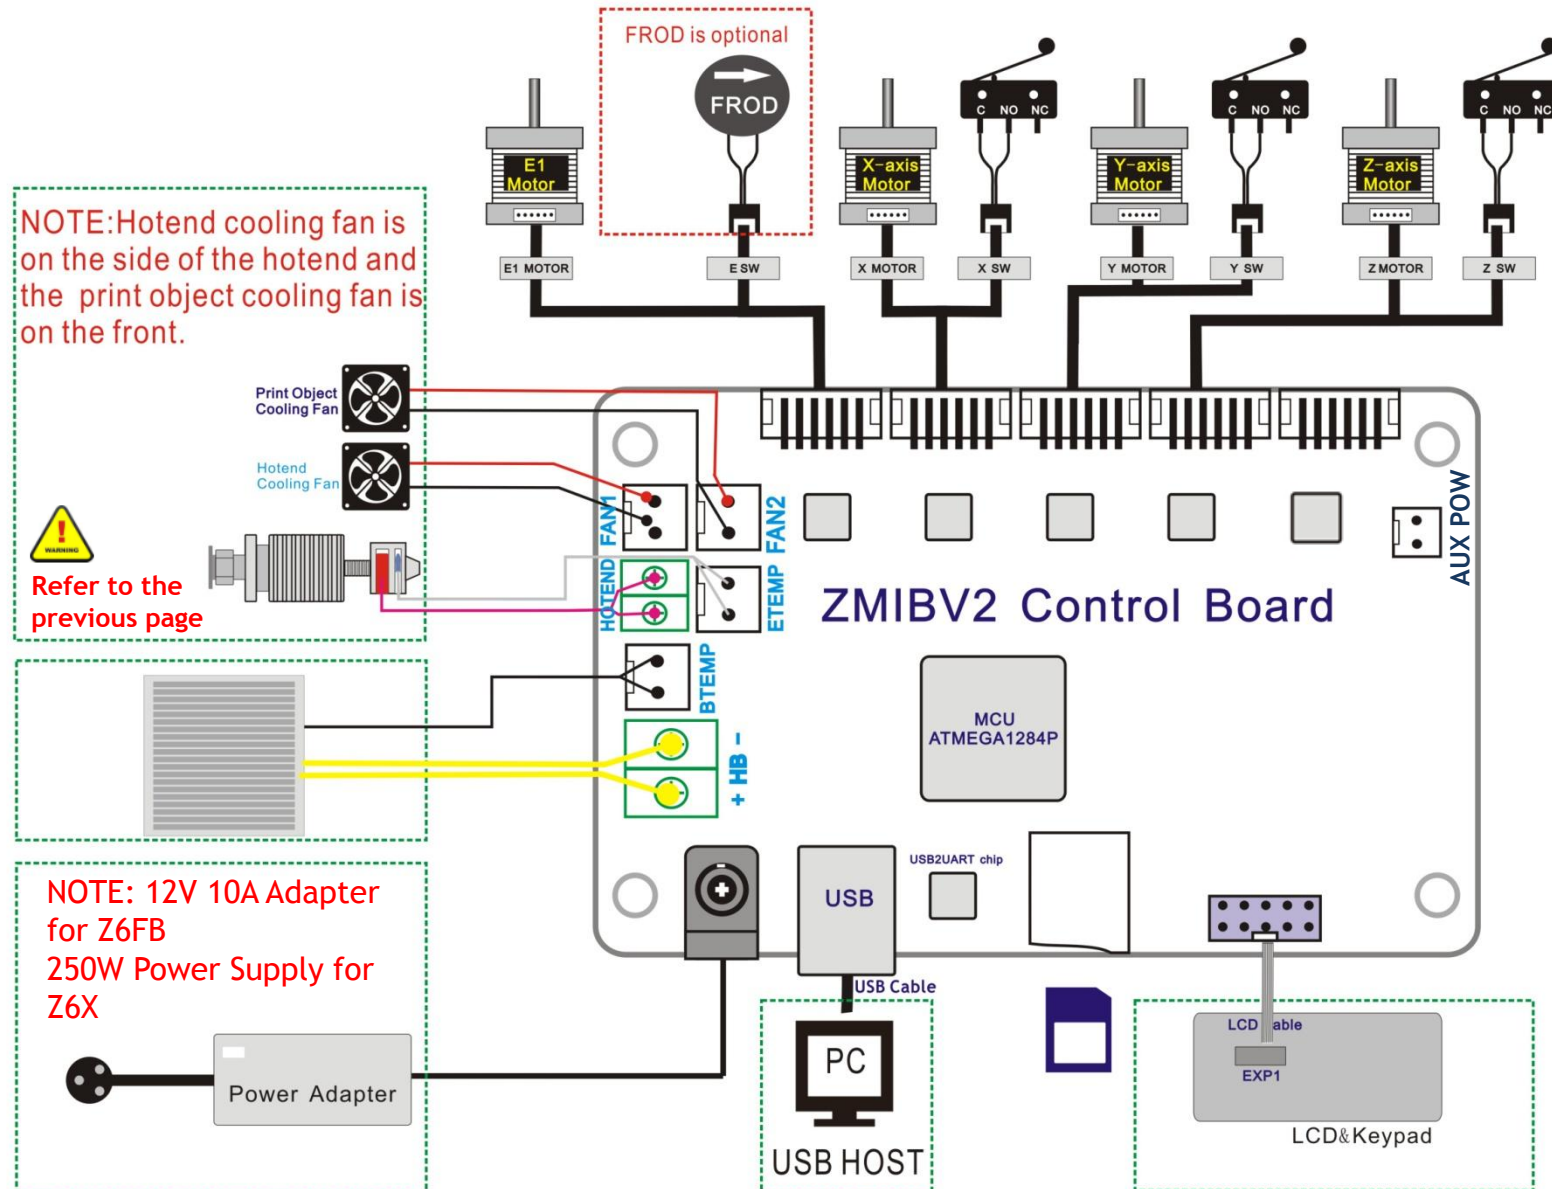 FROD is optional
FROD
C NO NC
C NO NC
C NO NC
E1
Motor
X-axis
Motor
Y-axis
Motor
Z-axis
Motor
E1 MOTOR
E SW
X MOTOR
X SW
Y MOTOR
Y SW
Z MOTOR
Z SW
NOTE:Hotend cooling fan is
on the side of the hotend and
the print object cooling fan is
on the front.
Print Object
Cooling Fan
Hotend
Cooling Fan
!
WARNING
Refer to the
previous page
FAN1
FAN2
HOTEND
ETEMP
BTEMP
+ HB -
AUX POW
ZMIBV2 Control Board
MCU
ATMEGA1284P
USB2UART chip
USB
USB Cable
NOTE: 12V 10A Adapter
for Z6FB
250W Power Supply for
Z6X
Power Adapter
PC
USB HOST
LCD able
EXP1
LCD&Keypad